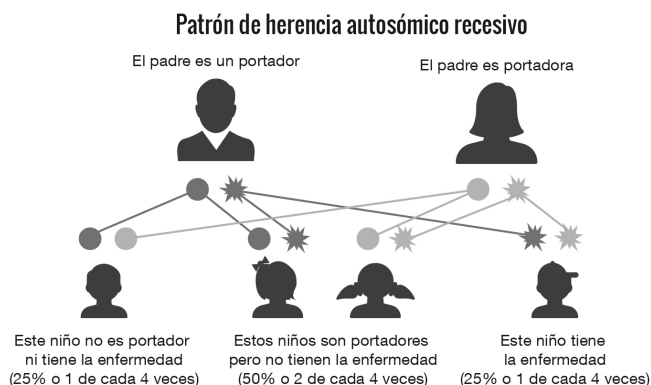 Patrón de herencia autosómico recesivo
El padre es un portador
El padre es portadora
Este niño no es portador
ni tiene la enfermedad
(25% o 1 de cada 4 veces)
Estos niños son portadores
pero no tienen la enfermedad
(50% o 2 de cada 4 veces)
Este niño tiene
la enfermedad
(25% o 1 de cada 4 veces)